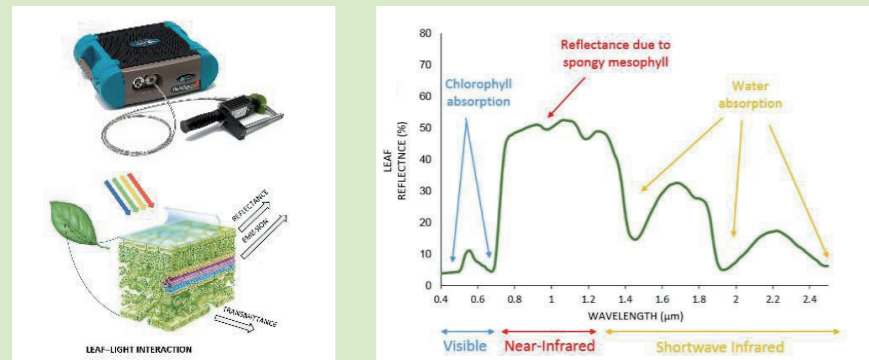 REFLECTANCE
EMISSION
TRANSMITTANCE
LEAF–LIGHT INTERACTION
LEAF
REFLECTNCE (%)
80
70
60
50
40
30
20
10
0
Chlorophyll
absorption
Reflectance due to
spongy mesophyll
Water
absorption
0.4 0.6 0.8 1 1.2 1.4 1.6 1.8 2 2.2 2.4
WAVELENGTH (µm)
Visible Near-Infrared Shortwave Infrared